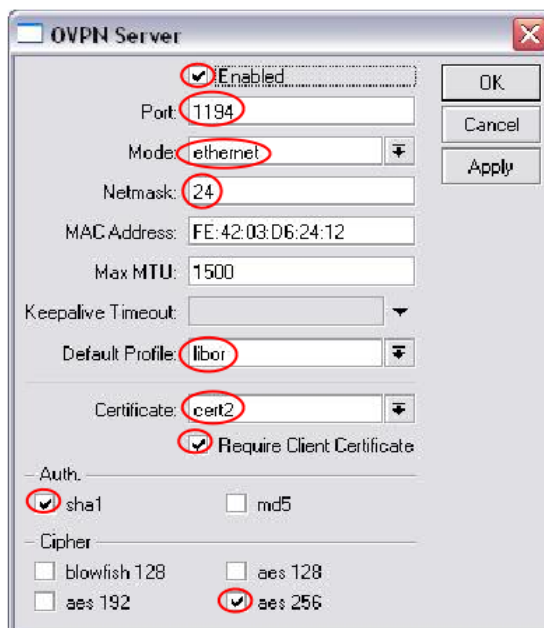 OVPN Server
Enabled
OK
Port: 1194
Cancel
Mode: ethernet
Apply
Netmask: 24
MAC Address: FE:42:03:D6:24:12
Max MTU: 1500
Keepalive Timeout:
Default Profile: libor
Certificate: cert2
Require Client Certificate
Auth.
sha1 md5
Cipher
blowfish 128 aes 128
aes 192 aes 256